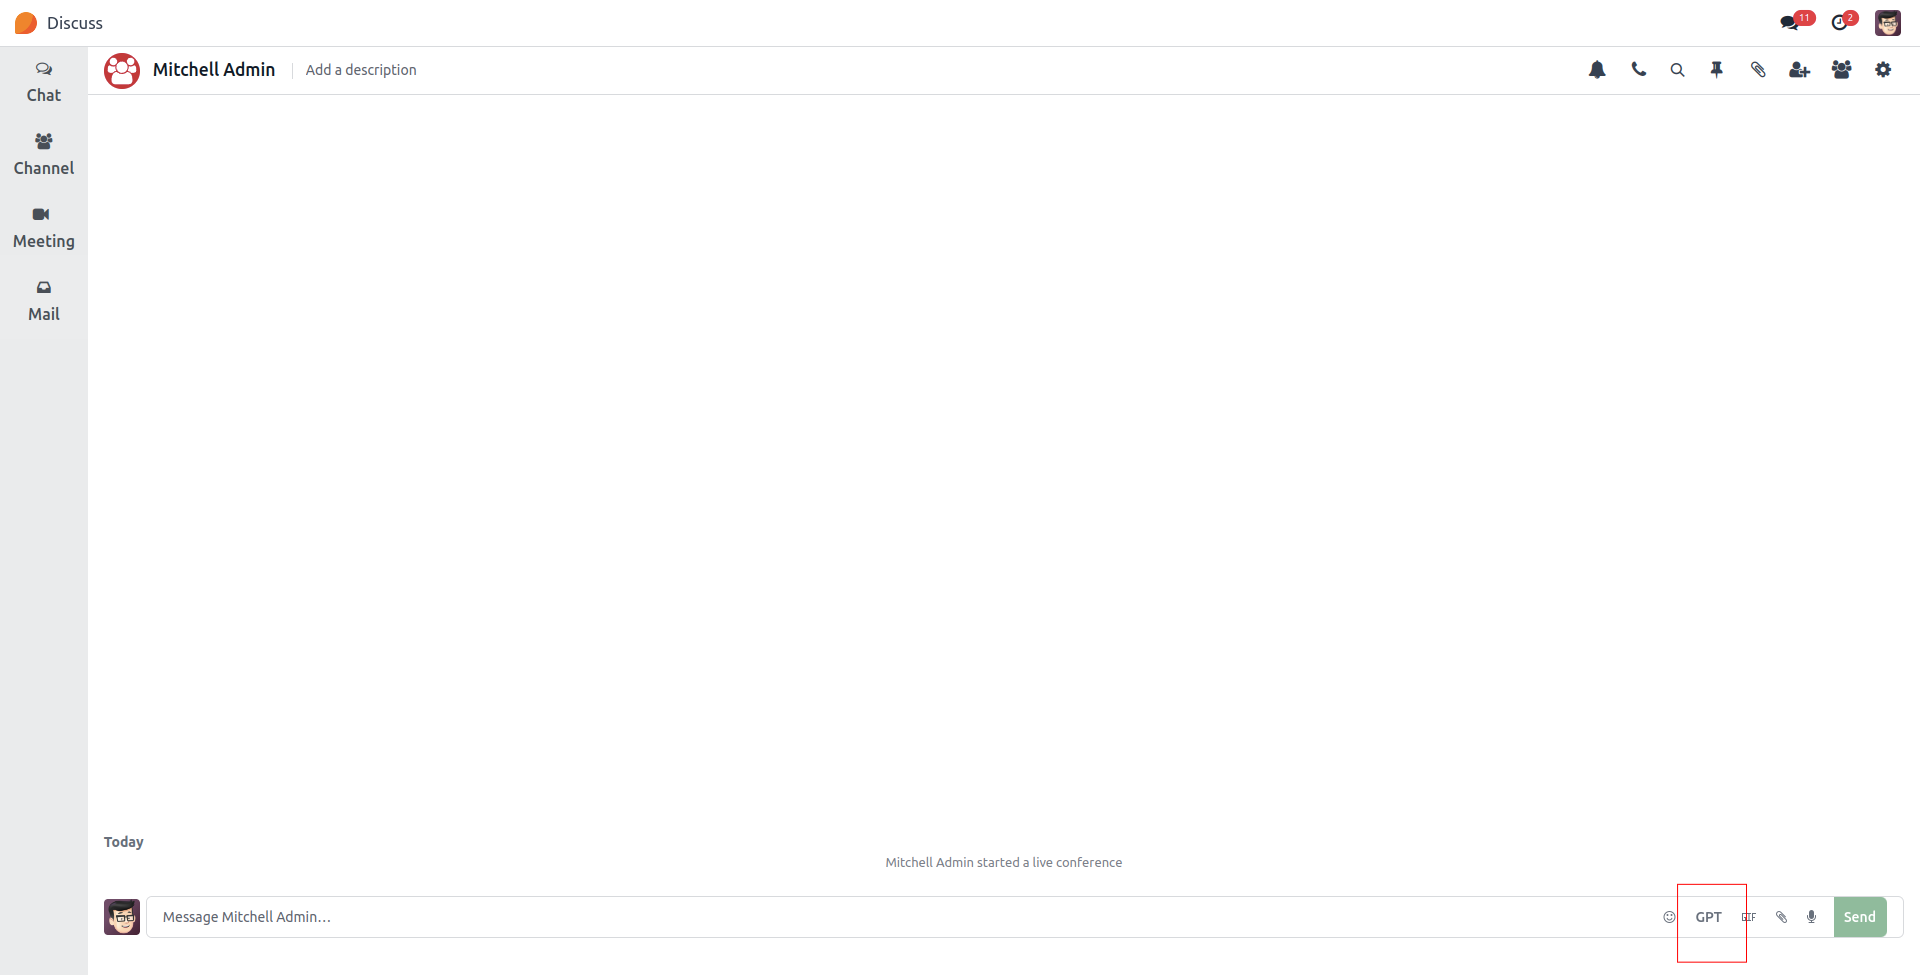 Discuss
11
2
Chat
Channel
Meeting
Mail
Mitchell Admin
Add a description
Today
Mitchell Admin started a live conference
Message Mitchell Admin…
GPT
GIF
Send